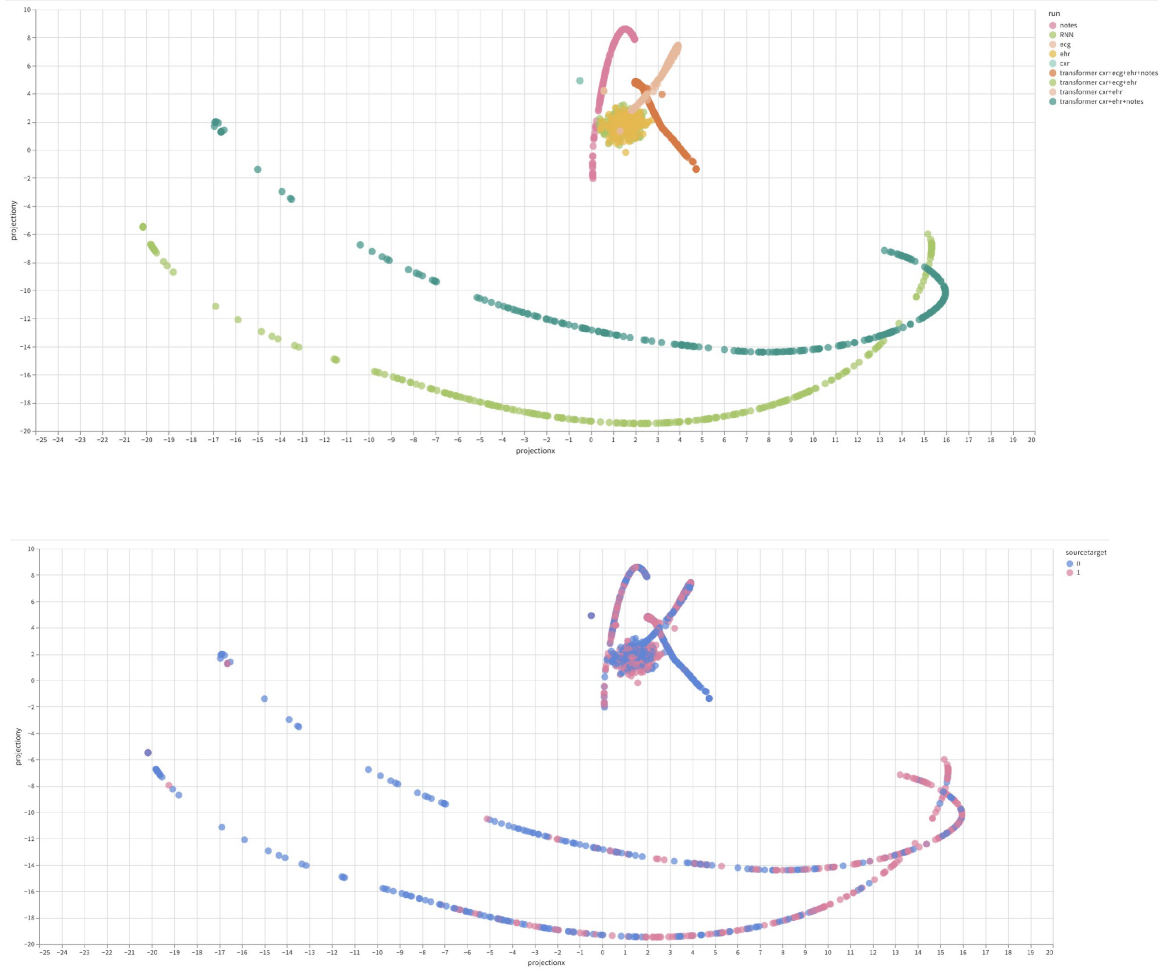 run
notes
RNN
ecg
ehr
cxr
transformer cxr+ecg+ehr+notes
transformer cxr+ecg+ehr
transformer cxr+ehr
transformer cxr+ehr+notes
10
8
6
4
2
0
−2
−4
−6
−8
−10
−12
−14
−16
−18
−20
projectiony
−25 −24 −23 −22 −21 −20 −19 −18 −17 −16 −15 −14 −13 −12 −11 −10 −9 −8 −7 −6 −5 −4 −3 −2 −1 0 1 2 3 4 5 6 7 8 9 10 11 12 13 14 15 16 17 18 19 20
projectionx
sourcetarget
0
1
10
8
6
4
2
0
−2
−4
−6
−8
−10
−12
−14
−16
−18
−20
projectiony
−25 −24 −23 −22 −21 −20 −19 −18 −17 −16 −15 −14 −13 −12 −11 −10 −9 −8 −7 −6 −5 −4 −3 −2 −1 0 1 2 3 4 5 6 7 8 9 10 11 12 13 14 15 16 17 18 19 20
projectionx